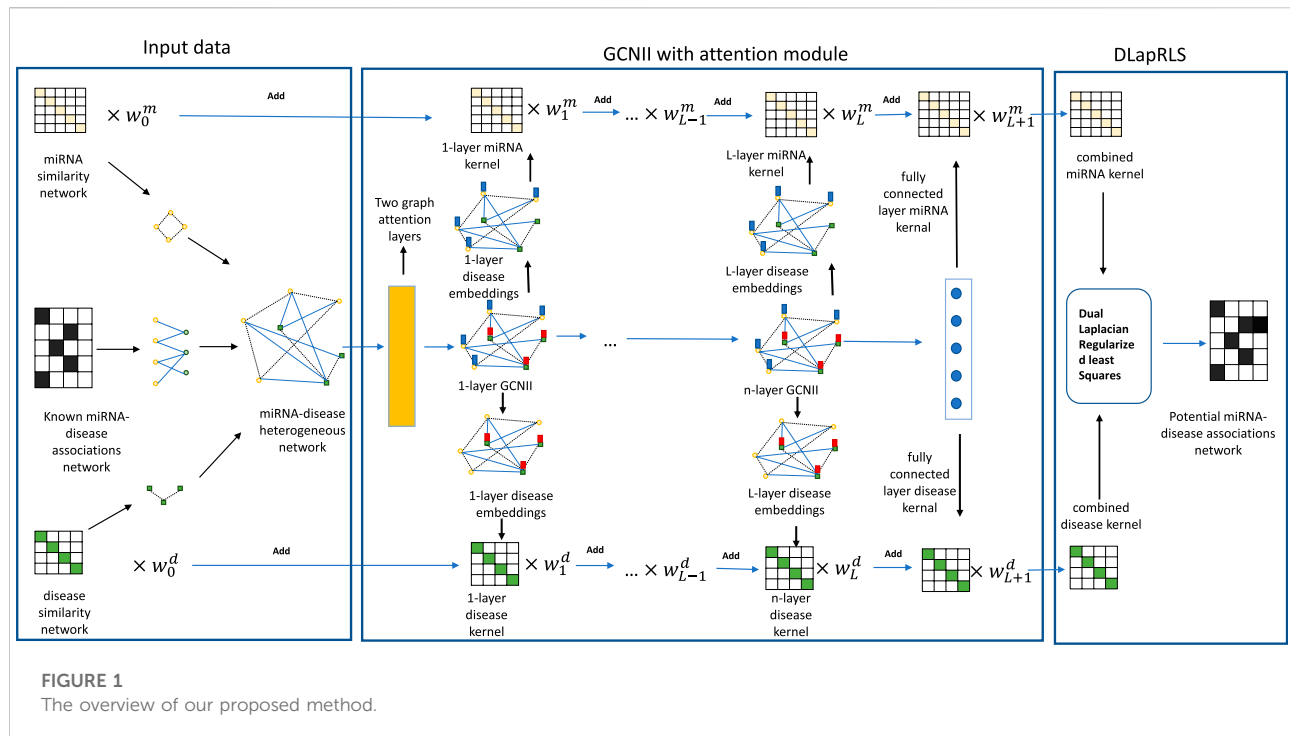 Input data
GCNII with attention module
DLapRLS
× w_0^m
Add
× w_1^m
Add
... × w_{L−1}^m
Add
× w_L^m
Add
× w_{L+1}^m
miRNA
similarity
network
1-layer miRNA
kernel
L-layer miRNA
kernel
fully
connected
layer miRNA
kernal
combined
miRNA kernel
Two graph
attention
layers
1-layer
disease
embeddings
L-layer disease
embeddings
...
1-layer GCNII
n-layer GCNII
Known miRNA-
disease
associations
network
miRNA-disease
heterogeneous
network
Dual
Laplacian
Regularize
d least
Squares
Potential miRNA-
disease associations
network
1-layer disease
embeddings
L-layer disease
embeddings
fully
connected
layer disease
kernal
combined
disease kernel
× w_0^d
Add
× w_1^d
Add
... × w_{L−1}^d
Add
× w_L^d
Add
× w_{L+1}^d
disease
similarity
network
1-layer
disease
kernel
n-layer disease
kernel
FIGURE 1
The overview of our proposed method.